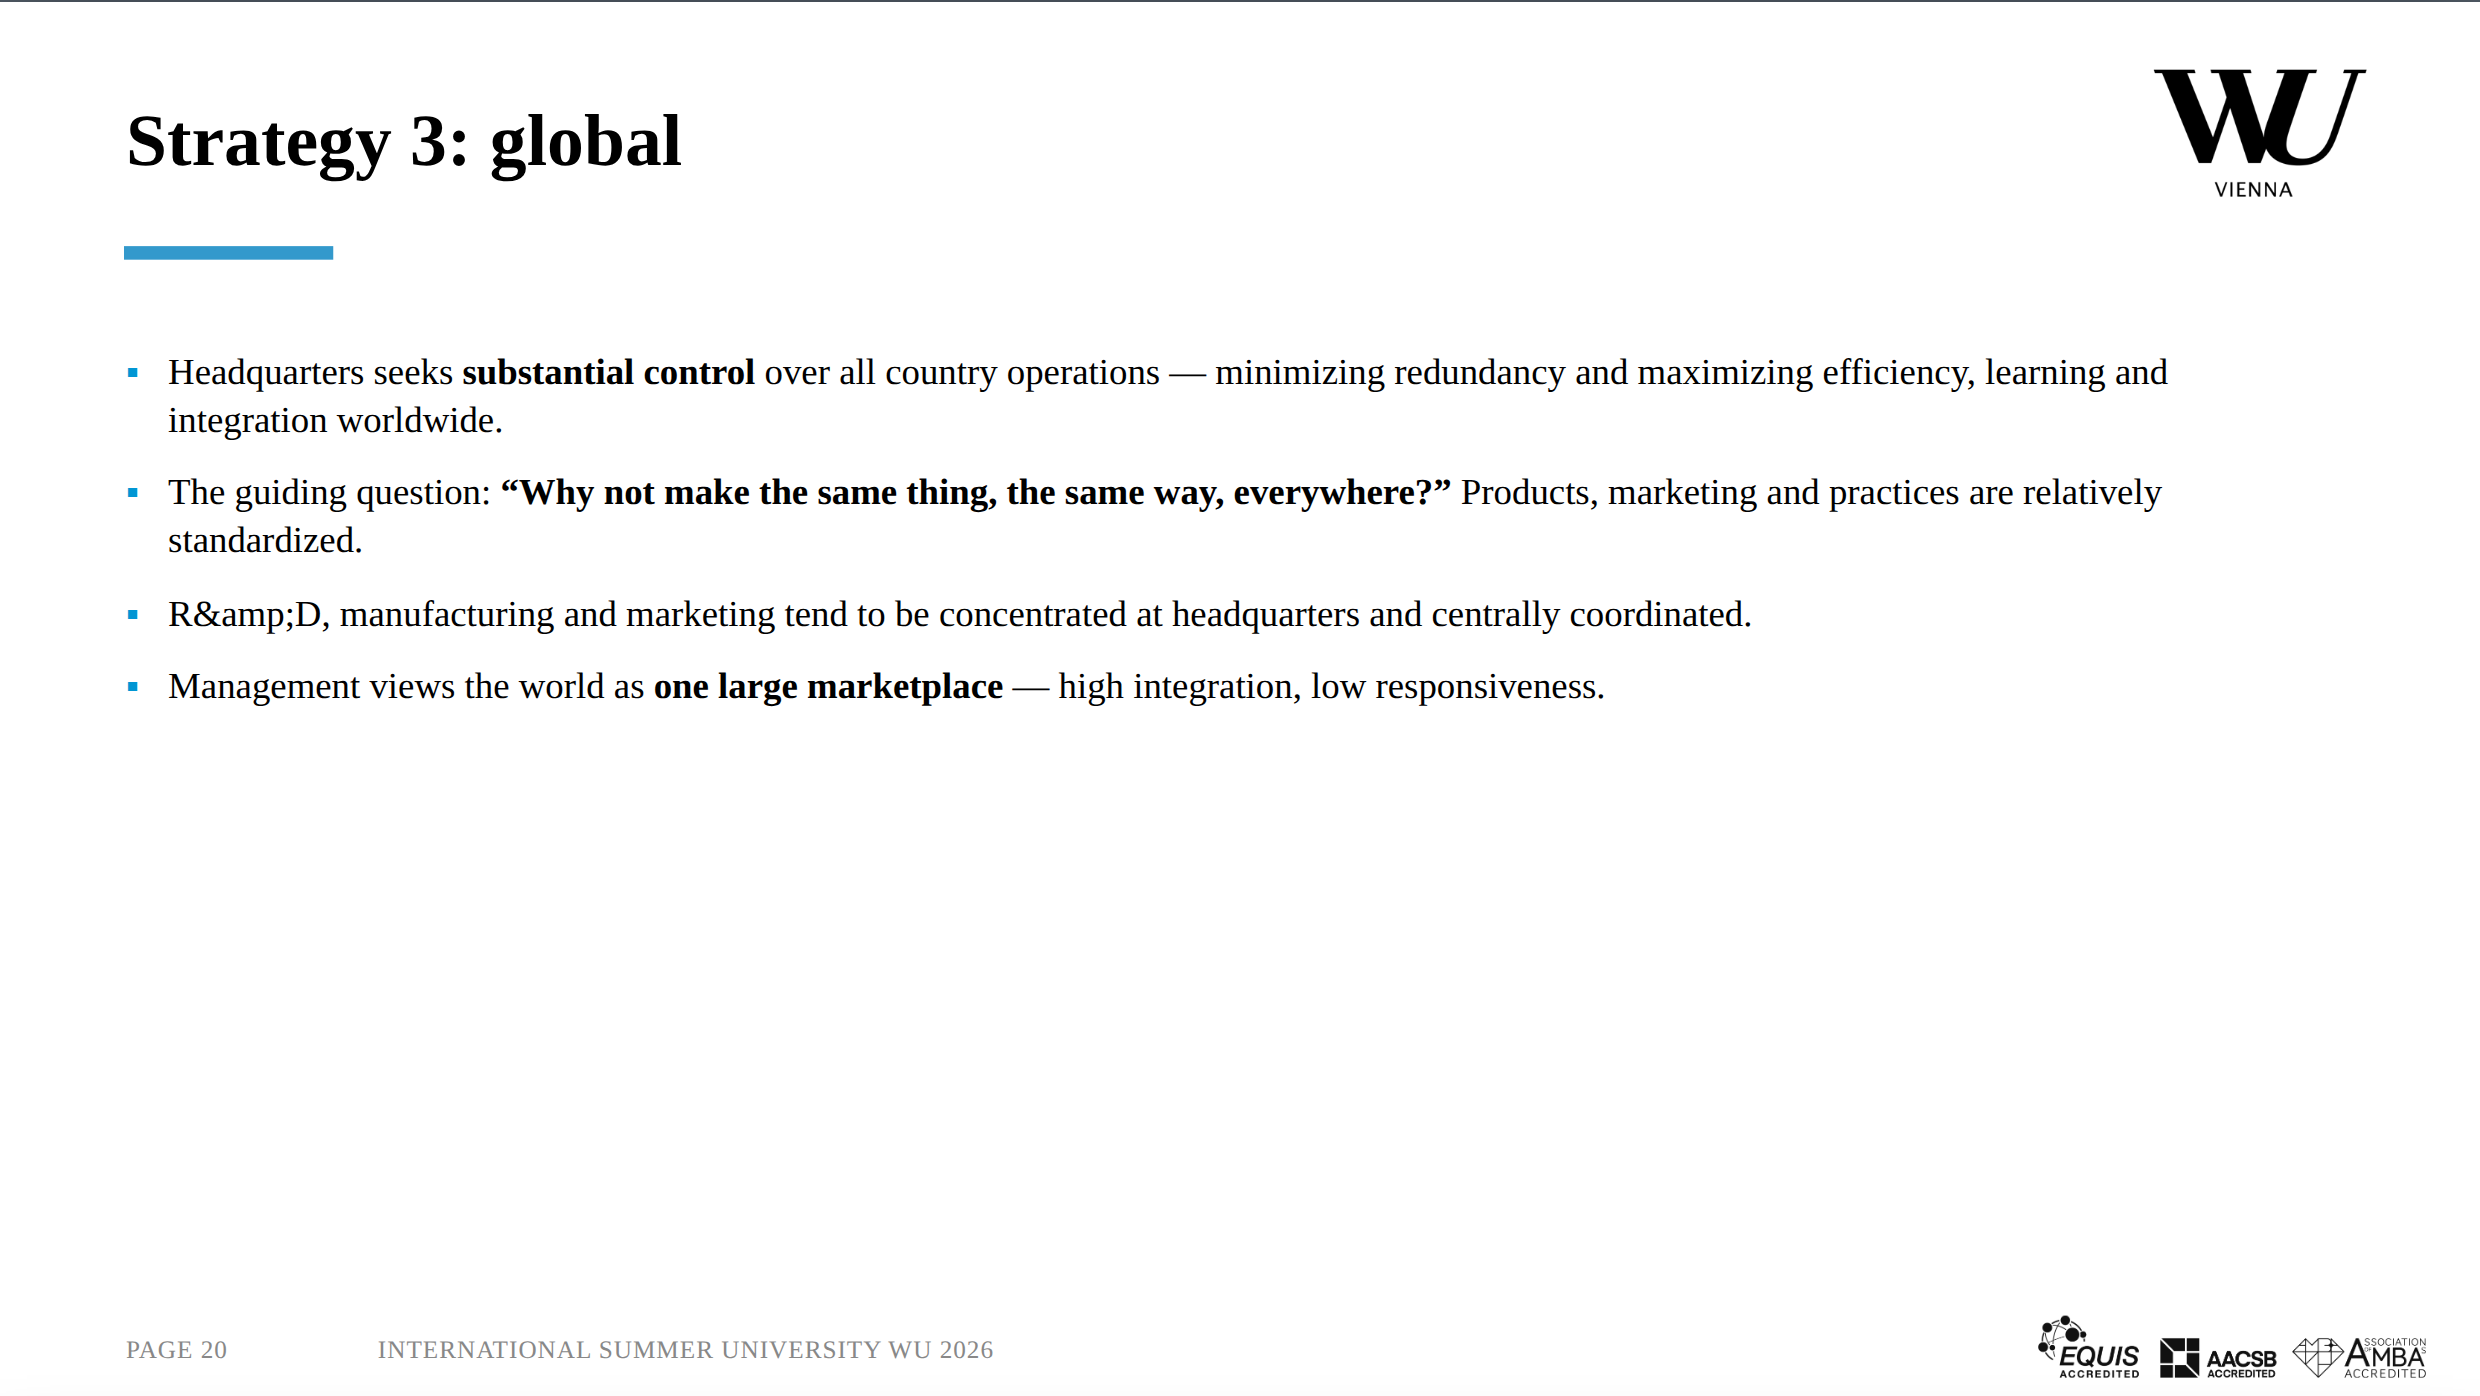 Strategy 3: global
WU
VIENNA
Headquarters seeks substantial control over all country operations — minimizing redundancy and maximizing efficiency, learning and
integration worldwide.
The guiding question: “Why not make the same thing, the same way, everywhere?” Products, marketing and practices are relatively
standardized.
R&amp;D, manufacturing and marketing tend to be concentrated at headquarters and centrally coordinated.
Management views the world as one large marketplace — high integration, low responsiveness.
PAGE 20
INTERNATIONAL SUMMER UNIVERSITY WU 2026
EQUIS
ACCREDITED
AACSB
ACCREDITED
ASSOCIATION
OF
AMBAS
ACCREDITED